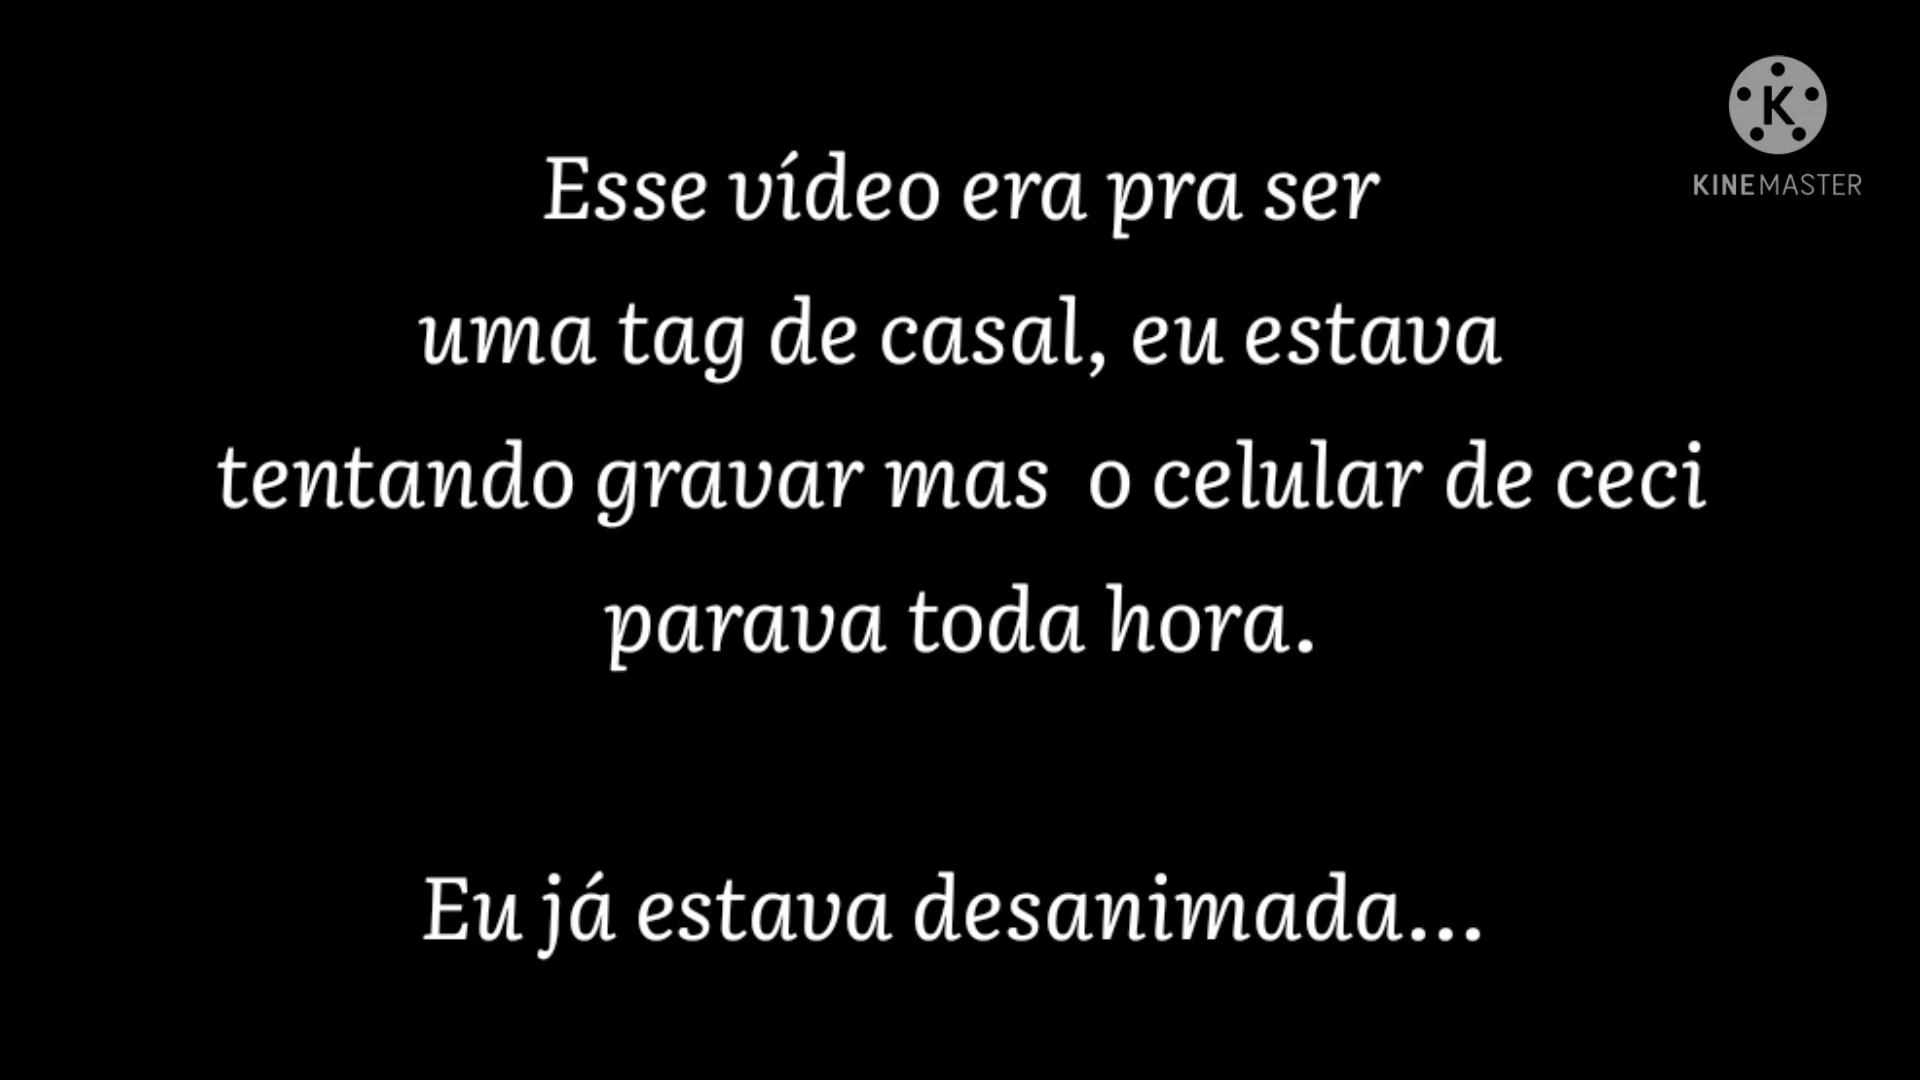 K
KINEMASTER
Esse vídeo era pra ser
uma tag de casal, eu estava
tentando gravar mas  o celular de ceci
parava toda hora.
Eu já estava desanimada...